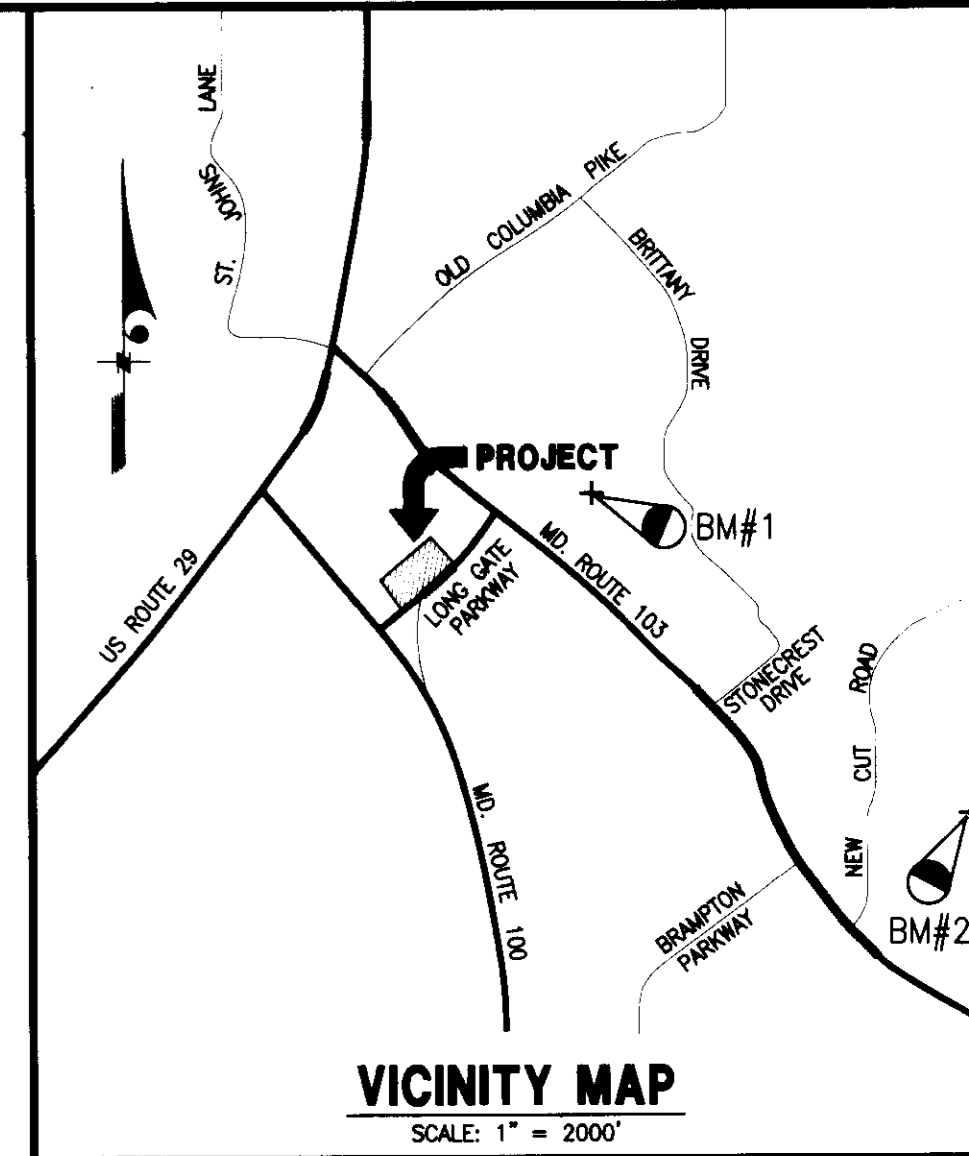 ST. JOHNS LANE
OLD COLUMBIA PIKE
BRITTANY DRIVE
PROJECT
BM#1
US ROUTE 29
LONG GATE
PARKWAY
MD. ROUTE 103
STONECREST
DRIVE
NEW CUT ROAD
MD. ROUTE 100
BRAMPTON
PARKWAY
BM#2
VICINITY MAP
SCALE: 1" = 2000'